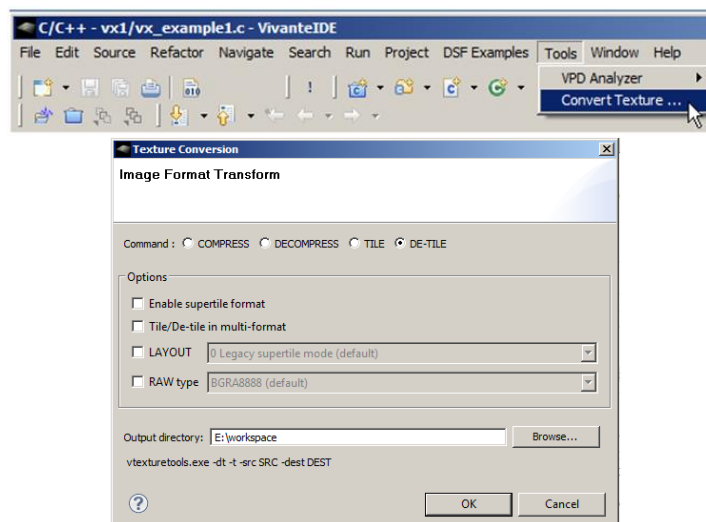 C/C++ - vx1/vx_example1.c - VivanteIDE
File Edit Source Refactor Navigate Search Run Project DSF Examples Tools Window Help
VPD Analyzer
Convert Texture ...
010
Texture Conversion
Image Format Transform
Command : COMPRESS DECOMPRESS TILE DE-TILE
Options
Enable supertile format
Tile/De-tile in multi-format
LAYOUT 0 Legacy supertile mode (default)
RAW type BGRA8888 (default)
Output directory: E:\workspace Browse...
vtexturetools.exe -dt -t -src SRC -dest DEST
OK Cancel